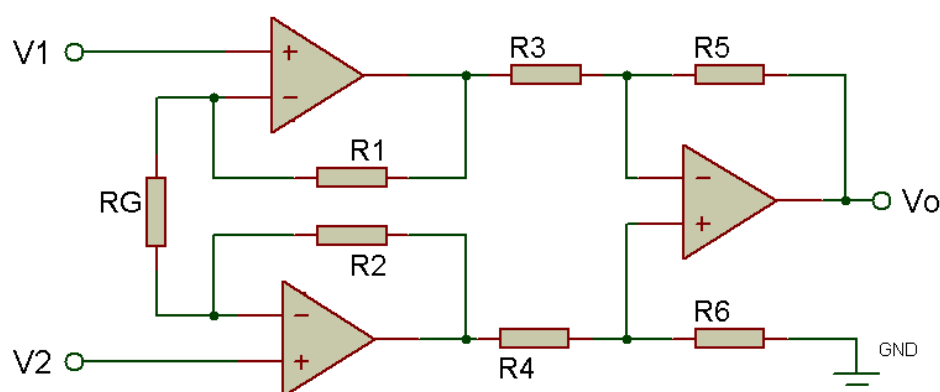 V1
+
−
R3
R5
R1
RG
−
+
Vo
R2
−
+
R4
R6
V2
GND